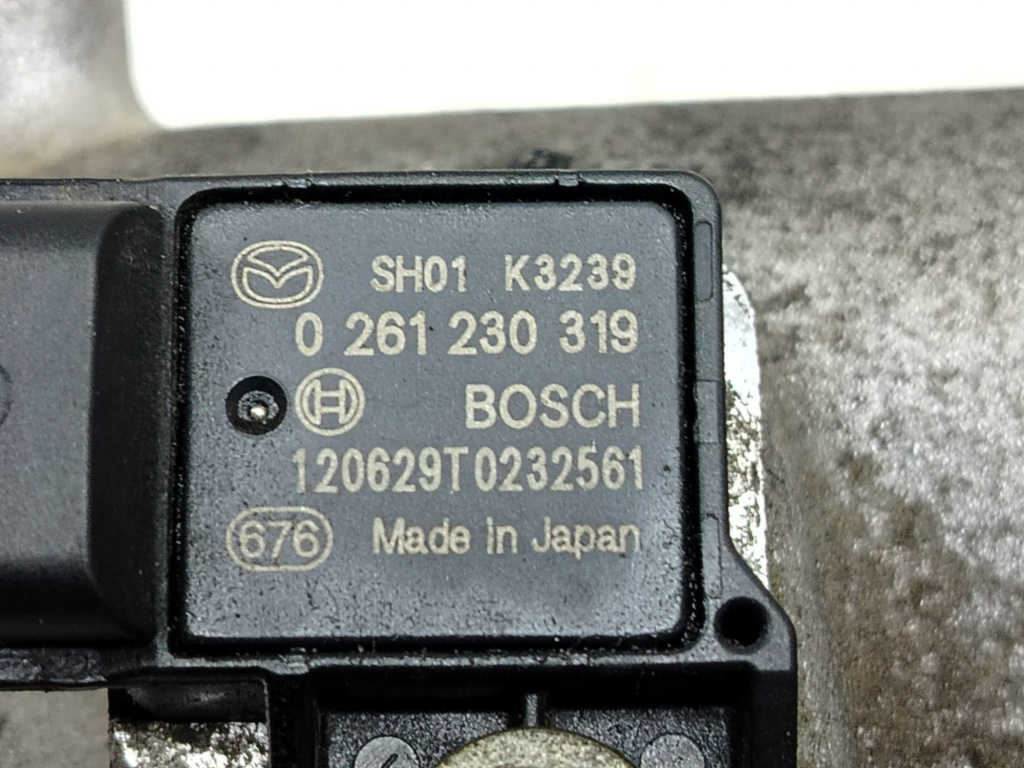 SH01 K3239
0 261 230 319
BOSCH
120629T0232561
676 Made in Japan